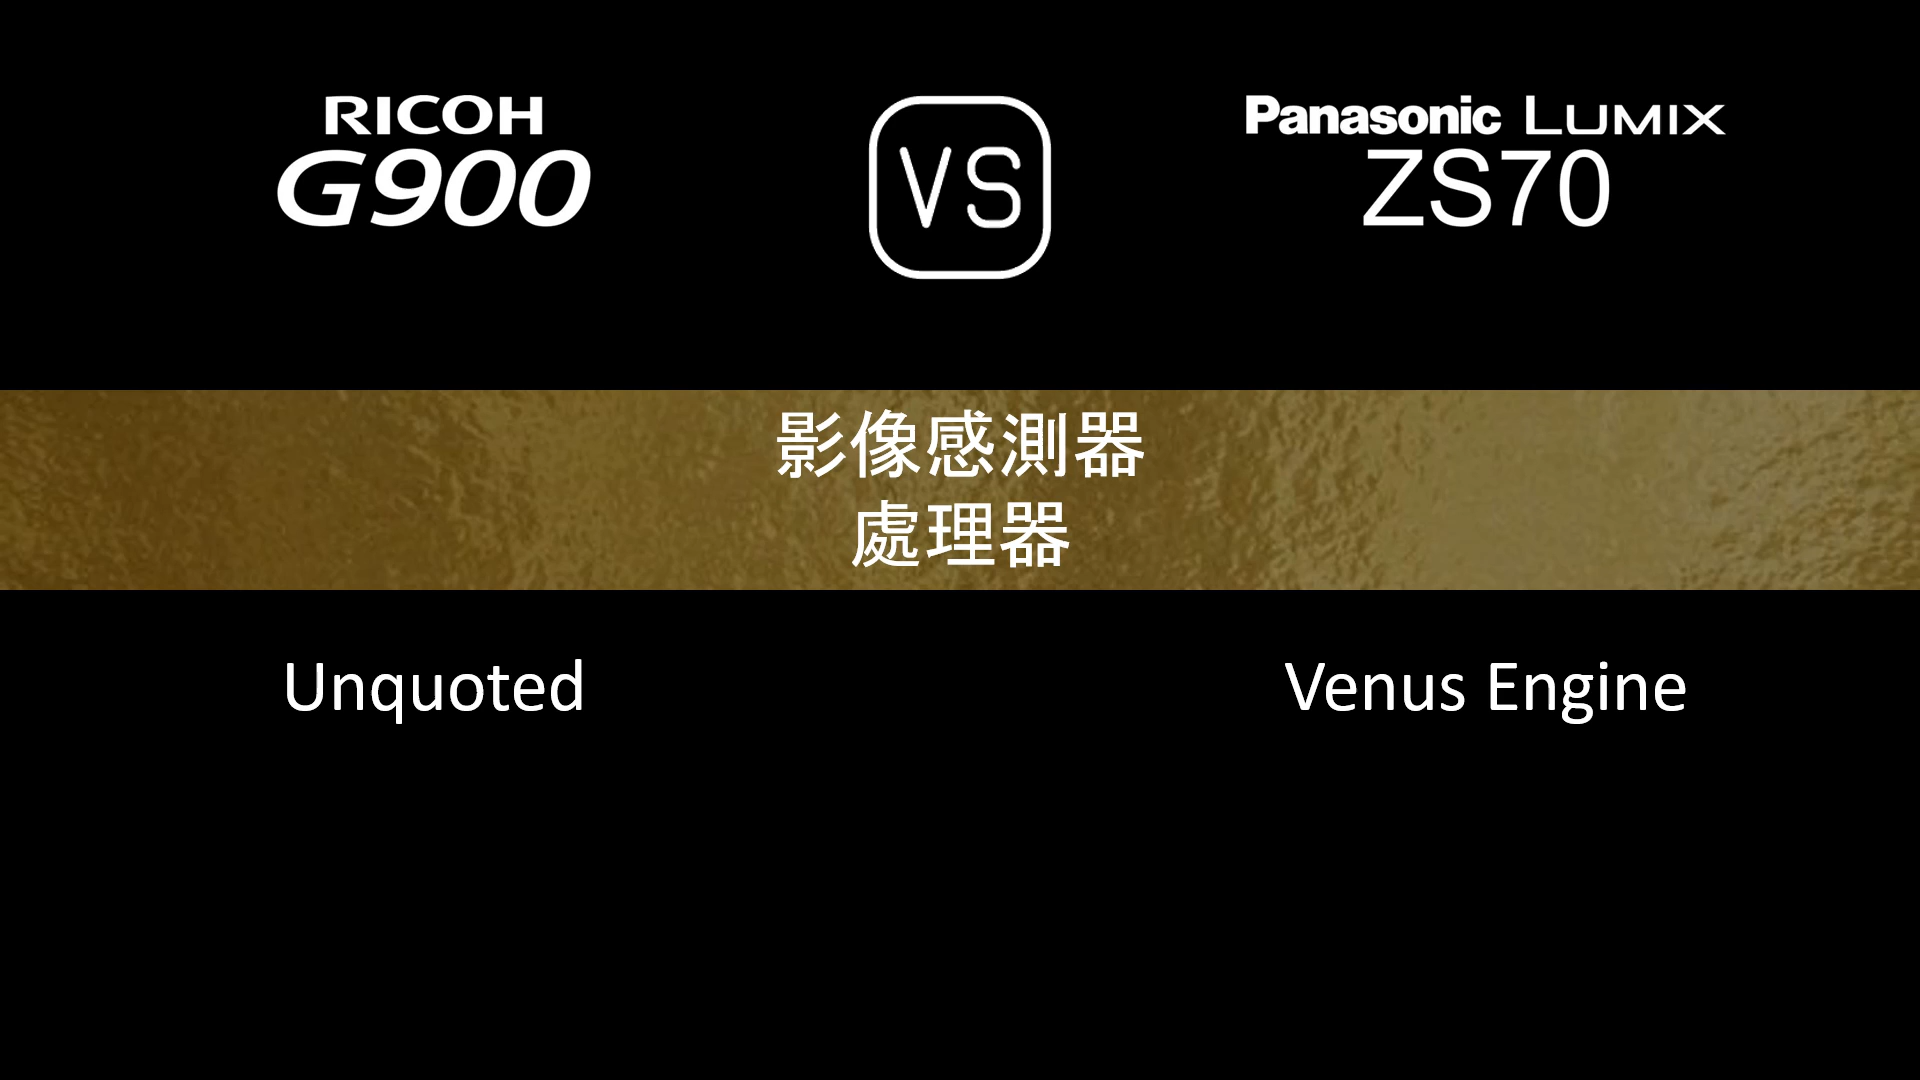 RICOH
G900
VS
Panasonic LUMIX
ZS70
影像感測器
處理器
Unquoted
Venus Engine